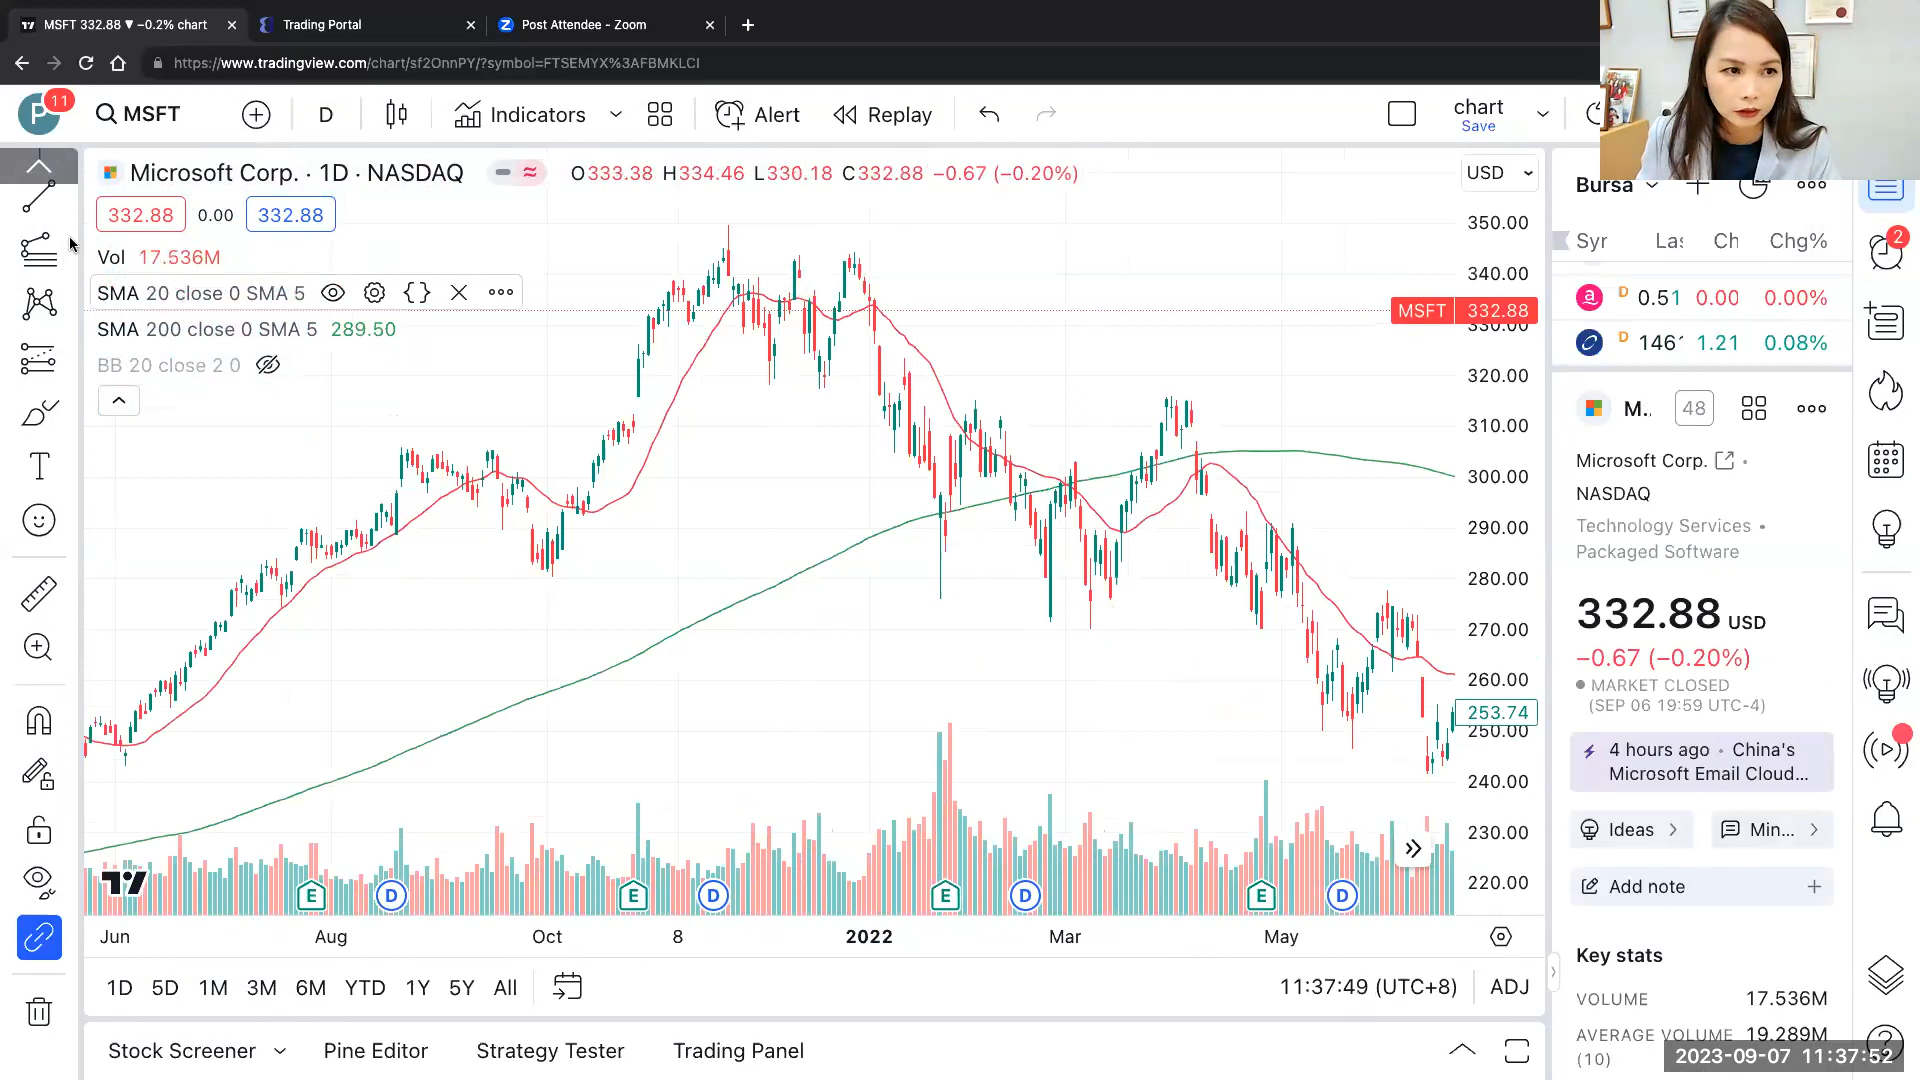 MSFT 332.88 ▼ −0.2% chart
Trading Portal
Post Attendee - Zoom
https://www.tradingview.com/chart/sf2OnnPY/?symbol=FTSEMYX%3AFBMKLCI
P 11
MSFT
D
Indicators
Alert
Replay
chart
Save
Microsoft Corp. · 1D · NASDAQ
O333.38 H334.46 L330.18 C332.88 −0.67 (−0.20%)
USD
332.88 0.00 332.88
Vol 17.536M
SMA 20 close 0 SMA 5
SMA 200 close 0 SMA 5 289.50
BB 20 close 2 0
350.00
340.00
MSFT 332.88
330.00
320.00
310.00
300.00
290.00
280.00
270.00
260.00
253.74
250.00
240.00
230.00
220.00
E D E D E D E D
Jun Aug Oct 8 2022 Mar May
1D 5D 1M 3M 6M YTD 1Y 5Y All
11:37:49 (UTC+8) ADJ
Stock Screener Pine Editor Strategy Tester Trading Panel
Bursa
Chg%
Ch
2
D 0.51 0.00 0.00%
D 1.21 0.08%
M.. 48
Microsoft Corp.
NASDAQ
Technology Services •
Packaged Software
332.88 USD
−0.67 (−0.20%)
MARKET CLOSED
(SEP 06 19:59 UTC-4)
4 hours ago • China's
Microsoft Email Cloud...
Ideas Min...
Add note
Key stats
VOLUME 17.536M
AVERAGE VOLUME 19.289M
(10)
2023-09-07 11:37:52